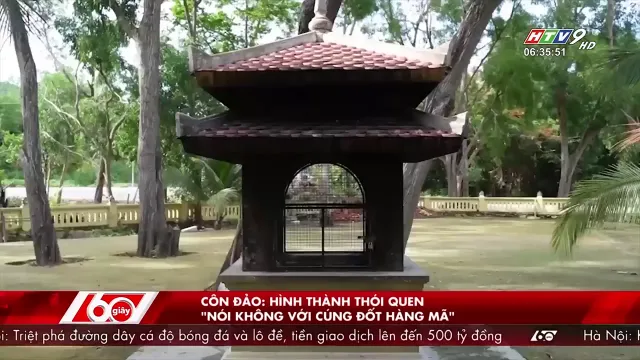 HTV9 HD
06:35:51
60 giây
CÔN ĐẢO: HÌNH THÀNH THÓI QUEN
"NÓI KHÔNG VỚI CÚNG ĐỐT HÀNG MÃ"
i: Triệt phá đường dây cá độ bóng đá và lô đề, tiền giao dịch lên đến 500 tỷ đồng 60 Hà Nội: